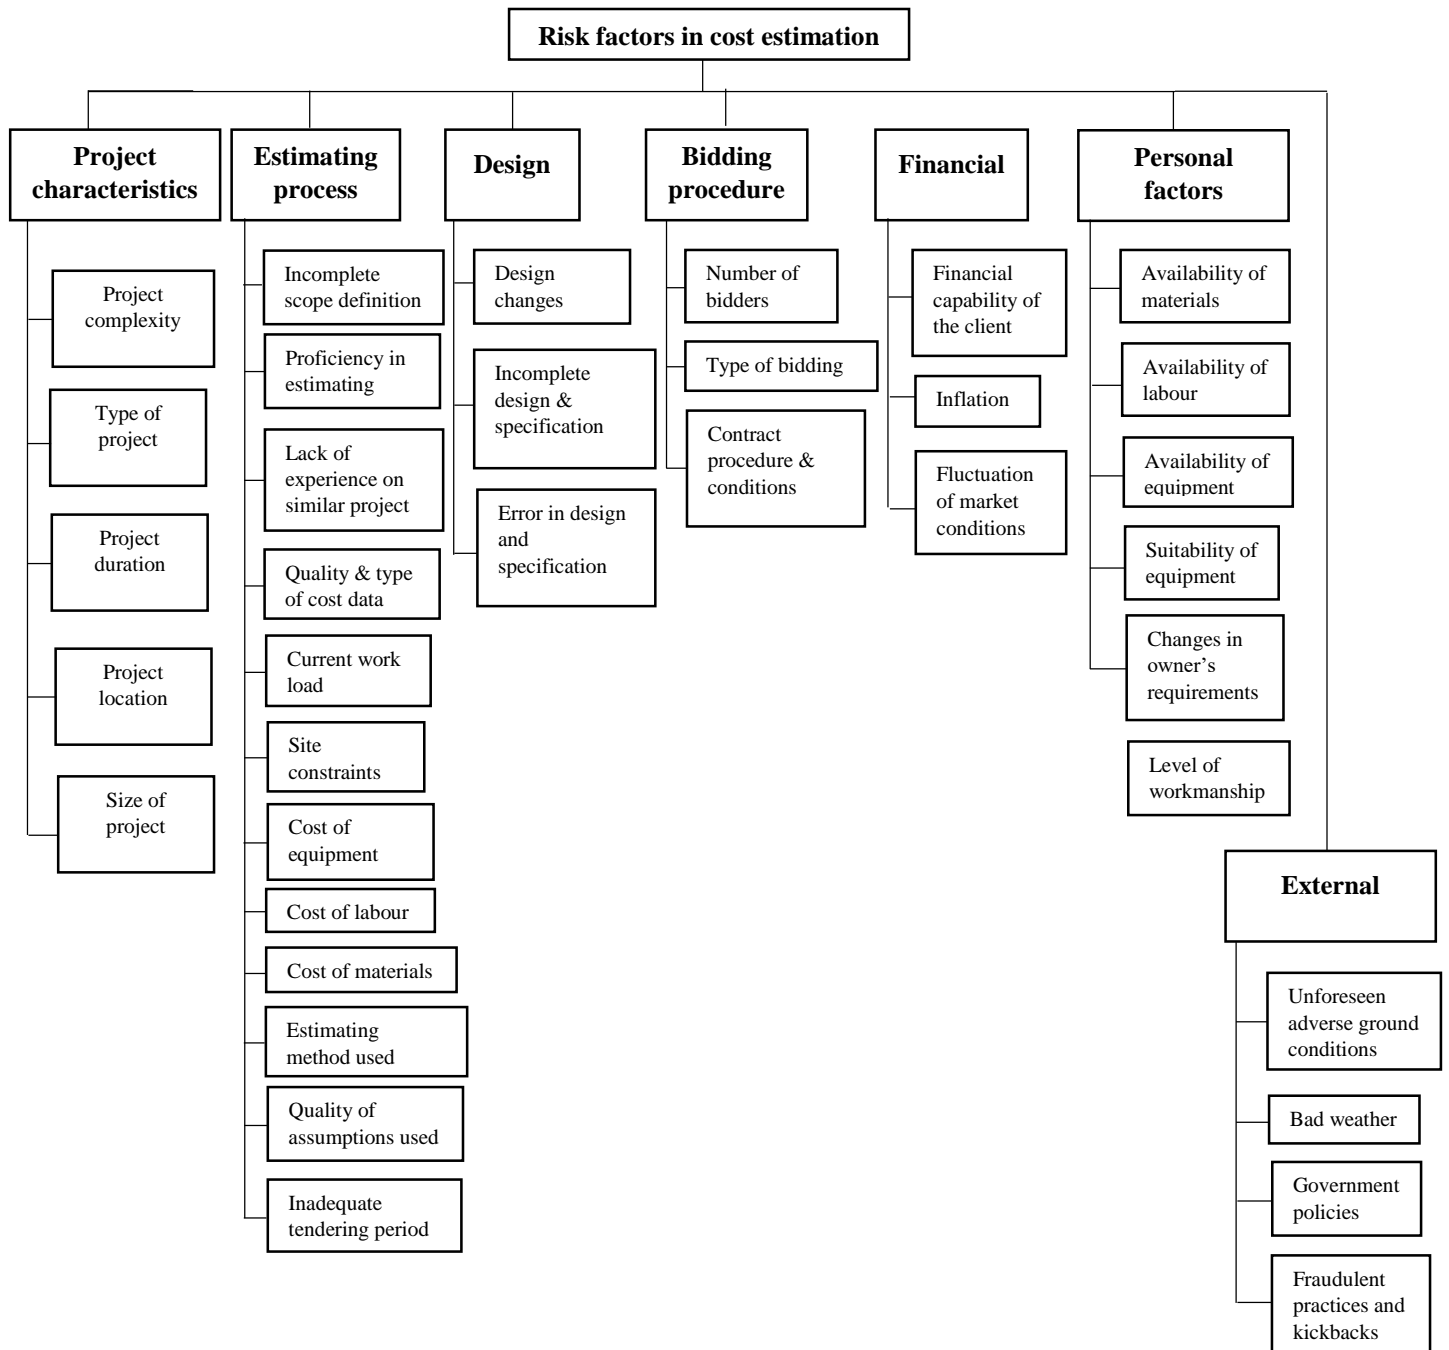 Risk factors in cost estimation
Project
characteristics
Estimating
process
Design
Bidding
procedure
Financial
Personal
factors
Project
complexity
Type of
project
Project
duration
Project
location
Size of
project
Incomplete
scope definition
Proficiency in
estimating
Lack of
experience on
similar project
Quality & type
of cost data
Current work
load
Site
constraints
Cost of
equipment
Cost of labour
Cost of materials
Estimating
method used
Quality of
assumptions used
Inadequate
tendering period
Design
changes
Incomplete
design &
specification
Error in design
and
specification
Number of
bidders
Type of bidding
Contract
procedure &
conditions
Financial
capability of
the client
Inflation
Fluctuation
of market
conditions
Availability of
materials
Availability of
labour
Availability of
equipment
Suitability of
equipment
Changes in
owner’s
requirements
Level of
workmanship
External
Unforeseen
adverse ground
conditions
Bad weather
Government
policies
Fraudulent
practices and
kickbacks